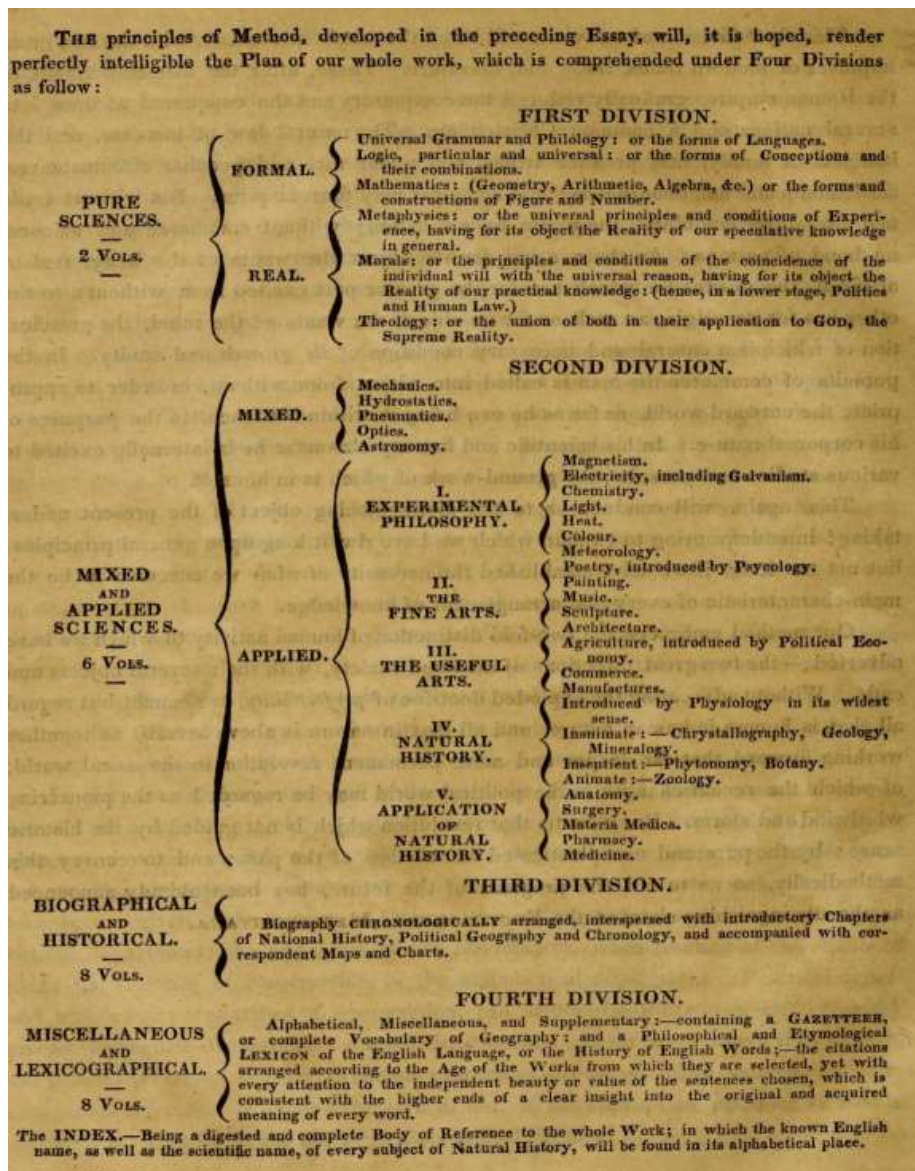 THE principles of Method, developed in the preceding Essay, will, it is hoped, render
perfectly intelligible the Plan of our whole work, which is comprehended under Four Divisions
as follow:
FIRST DIVISION.
PURE
SCIENCES.
2 VOLS.
FORMAL.
Universal Grammar and Philology: or the forms of Languages.
Logic, particular and universal: or the forms of Conceptions and
their combinations.
Mathematics: (Geometry, Arithmetic, Algebra, &c.) or the forms and
constructions of Figure and Number.
REAL.
Metaphysics: or the universal principles and conditions of Experi-
ence, having for its object the Reality of our speculative knowledge
in general.
Morals: or the principles and conditions of the coincidence of the
individual will with the universal reason, having for its object the
Reality of our practical knowledge: (hence, in a lower stage, Politics
and Human Law.)
Theology: or the union of both in their application to GOD, the
Supreme Reality.
SECOND DIVISION.
MIXED
AND
APPLIED
SCIENCES.
6 VOLS.
MIXED.
Mechanics.
Hydrostatics.
Pneumatics.
Optics.
Astronomy.
APPLIED.
I.
EXPERIMENTAL
PHILOSOPHY.
Magnetism.
Electricity, including Galvanism.
Chemistry.
Light.
Heat.
Colour.
Meteorology.
II.
THE
FINE ARTS.
Poetry, introduced by Psycology.
Painting.
Music.
Sculpture.
Architecture.
III.
THE USEFUL
ARTS.
Agriculture, introduced by Political Eco-
nomy.
Commerce.
Manufactures.
IV.
NATURAL
HISTORY.
Introduced by Physiology in its widest
sense.
Inanimate:—Chrystallography, Geology,
Mineralogy.
Insentient:—Phytonomy, Botany.
Animate:—Zoology.
V.
APPLICATION
OF
NATURAL
HISTORY.
Anatomy.
Surgery.
Materia Medica.
Pharmacy.
Medicine.
THIRD DIVISION.
BIOGRAPHICAL
AND
HISTORICAL.
8 VOLS.
Biography CHRONOLOGICALLY arranged, interspersed with introductory Chapters
of National History, Political Geography and Chronology, and accompanied with cor-
respondent Maps and Charts.
FOURTH DIVISION.
MISCELLANEOUS
AND
LEXICOGRAPHICAL.
8 VOLS.
Alphabetical, Miscellaneous, and Supplementary:—containing a GAZETTEER,
or complete Vocabulary of Geography: and a Philosophical and Etymological
LEXICON of the English Language, or the History of English Words;—the citations
arranged according to the Age of the Works from which they are selected, yet with
every attention to the independent beauty or value of the sentences chosen, which is
consistent with the higher ends of a clear insight into the original and acquired
meaning of every word.
The INDEX.—Being a digested and complete Body of Reference to the whole Work; in which the known English
name, as well as the scientific name, of every subject of Natural History, will be found in its alphabetical place.